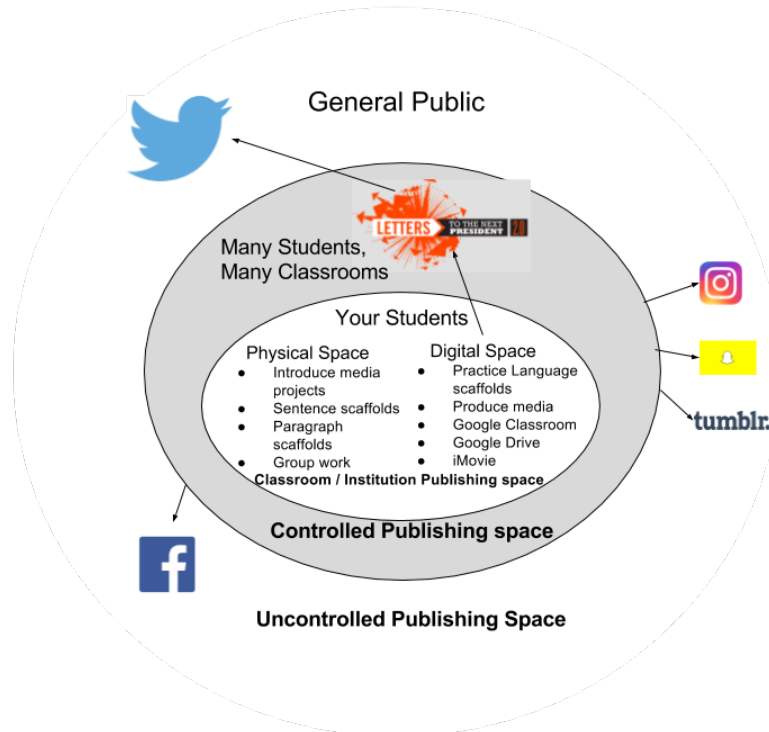 General Public
LETTERS TO THE NEXT PRESIDENT 2.0
Many Students,
Many Classrooms
Your Students
Physical Space
● Introduce media
projects
● Sentence scaffolds
● Paragraph
scaffolds
● Group work
Digital Space
● Practice Language
scaffolds
● Produce media
● Google Classroom
● Google Drive
● iMovie
Classroom / Institution Publishing space
Controlled Publishing space
tumblr.
Uncontrolled Publishing Space